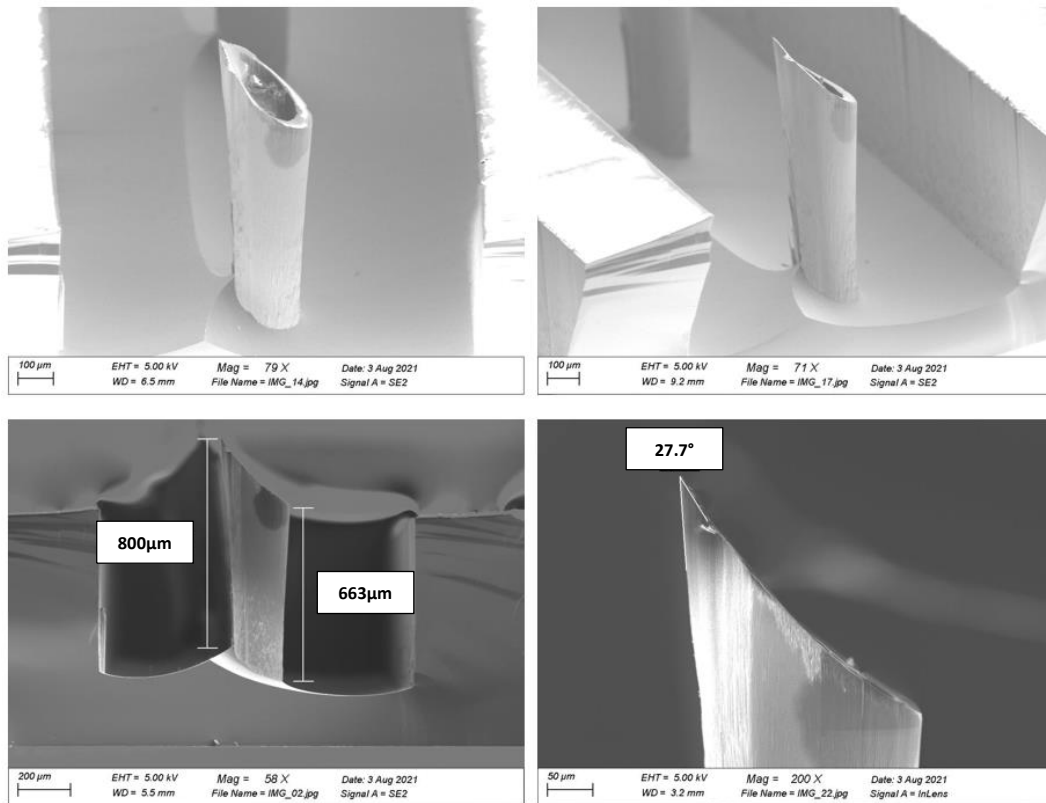 100 µm
EHT = 5.00 kV Mag = 79 X Date: 3 Aug 2021
WD = 6.5 mm File Name = IMG_14.jpg Signal A = SE2
100 µm
EHT = 5.00 kV Mag = 71 X Date: 3 Aug 2021
WD = 9.2 mm File Name = IMG_17.jpg Signal A = SE2
800µm
663µm
200 µm
EHT = 5.00 kV Mag = 58 X Date: 3 Aug 2021
WD = 5.5 mm File Name = IMG_02.jpg Signal A = SE2
27.7°
50 µm
EHT = 5.00 kV Mag = 200 X Date: 3 Aug 2021
WD = 3.2 mm File Name = IMG_22.jpg Signal A = InLens